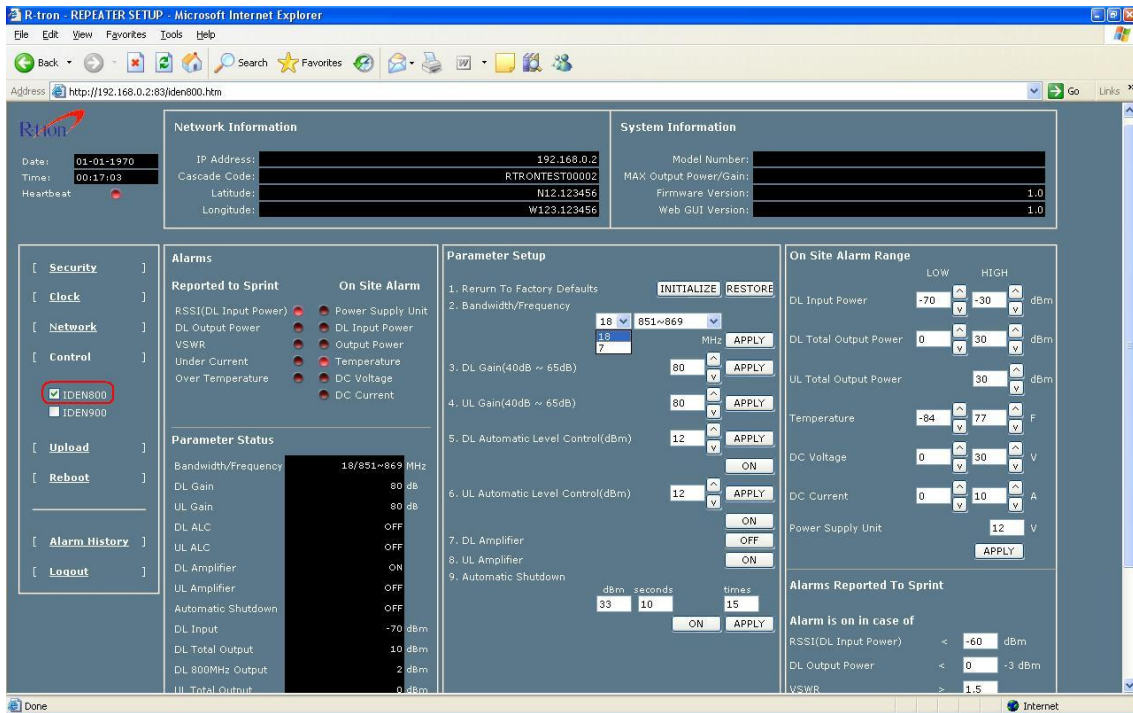 R-tron - REPEATER SETUP - Microsoft Internet Explorer
File Edit View Favorites Tools Help
Back Search Favorites
Address http://192.168.0.2:83/iden800.htm Go Links
R-tron
Date: 01-01-1970
Time: 00:17:03
Heartbeat
Network Information
IP Address: 192.168.0.2
Cascade Code: RTRONTEST00002
Latitude: N12.123456
Longitude: W123.123456
System Information
Model Number:
MAX Output Power/Gain:
Firmware Version: 1.0
Web GUI Version: 1.0
[ Security ]
[ Clock ]
[ Network ]
[ Control ]
IDEN800
IDEN900
[ Upload ]
[ Reboot ]
[ Alarm History ]
[ Logout ]
Alarms
Reported to Sprint On Site Alarm
RSSI(DL Input Power) Power Supply Unit
DL Output Power DL Input Power
VSWR Output Power
Under Current Temperature
Over Temperature DC Voltage
DC Current
Parameter Status
Bandwidth/Frequency 18/851~869 MHz
DL Gain 80 dB
UL Gain 80 dB
DL ALC OFF
UL ALC OFF
DL Amplifier ON
UL Amplifier OFF
Automatic Shutdown OFF
DL Input -70 dBm
DL Total Output 10 dBm
DL 800MHz Output 2 dBm
UL Total Output 0 dBm
Parameter Setup
1. Rerurn To Factory Defaults INITIALIZE RESTORE
2. Bandwidth/Frequency
18 851~869
18
7
MHz APPLY
3. DL Gain(40dB ~ 65dB) 80 ^ v APPLY
4. UL Gain(40dB ~ 65dB) 80 ^ v APPLY
5. DL Automatic Level Control(dBm) 12 ^ v APPLY
ON
6. UL Automatic Level Control(dBm) 12 ^ v APPLY
ON
7. DL Amplifier OFF
8. UL Amplifier ON
9. Automatic Shutdown
dBm seconds times
33 10 15
ON APPLY
On Site Alarm Range
LOW HIGH
DL Input Power -70 ^ v -30 ^ v dBm
DL Total Output Power 0 ^ v 30 ^ v dBm
UL Total Output Power 30 ^ v dBm
Temperature -84 ^ v 77 ^ v F
DC Voltage 0 ^ v 30 ^ v V
DC Current 0 ^ v 10 ^ v A
Power Supply Unit 12 V
APPLY
Alarms Reported To Sprint
Alarm is on in case of
RSSI(DL Input Power) < -60 dBm
DL Output Power < 0 -3 dBm
VSWR > 1.5
Done Internet